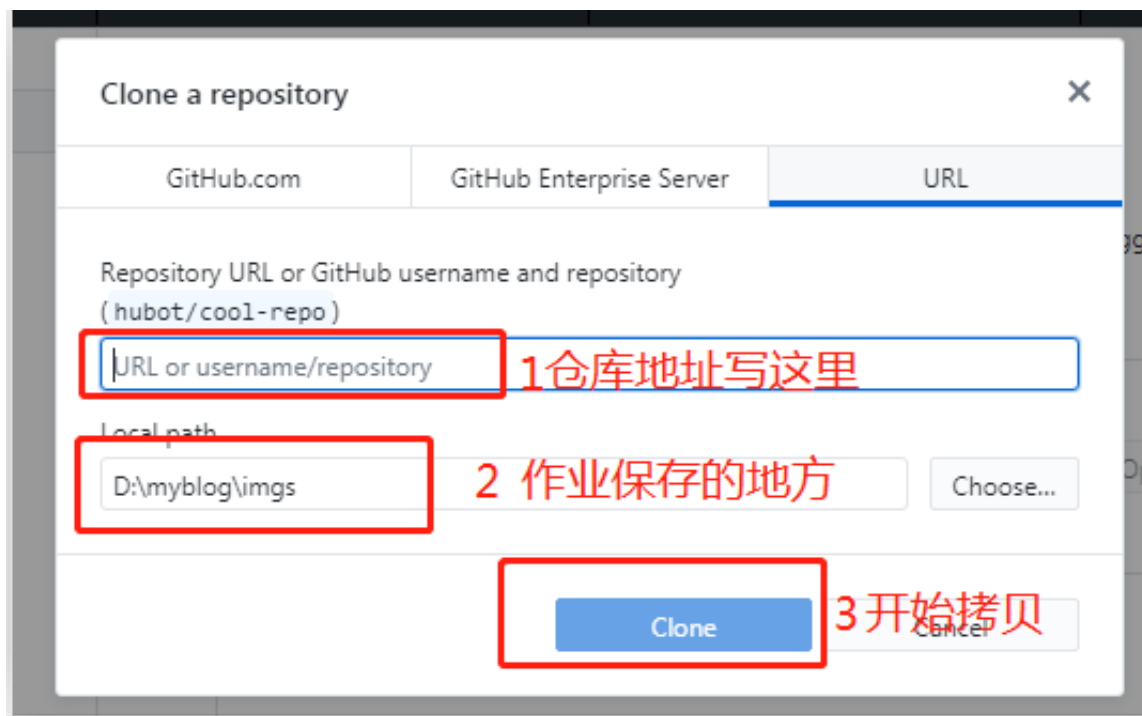 Clone a repository
GitHub.com
GitHub Enterprise Server
URL
Repository URL or GitHub username and repository
(hubot/cool-repo)
URL or username/repository
1仓库地址写这里
Local path
D:\myblog\imgs
2 作业保存的地方
Choose...
Clone
3开始拷贝
Cancel